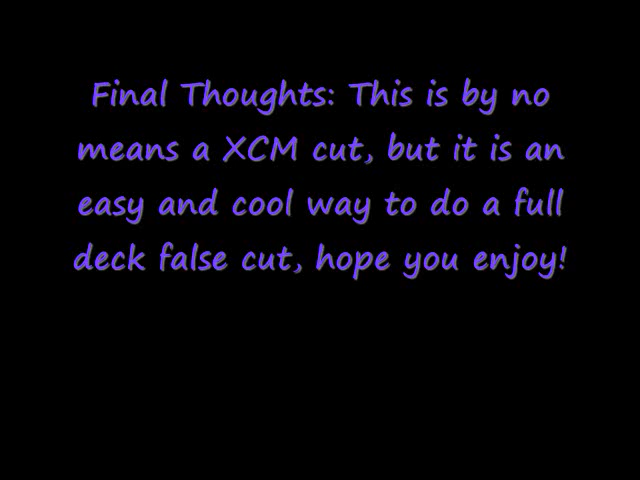 Final Thoughts: This is by no
means a XCM cut, but it is an
easy and cool way to do a full
deck false cut, hope you enjoy!